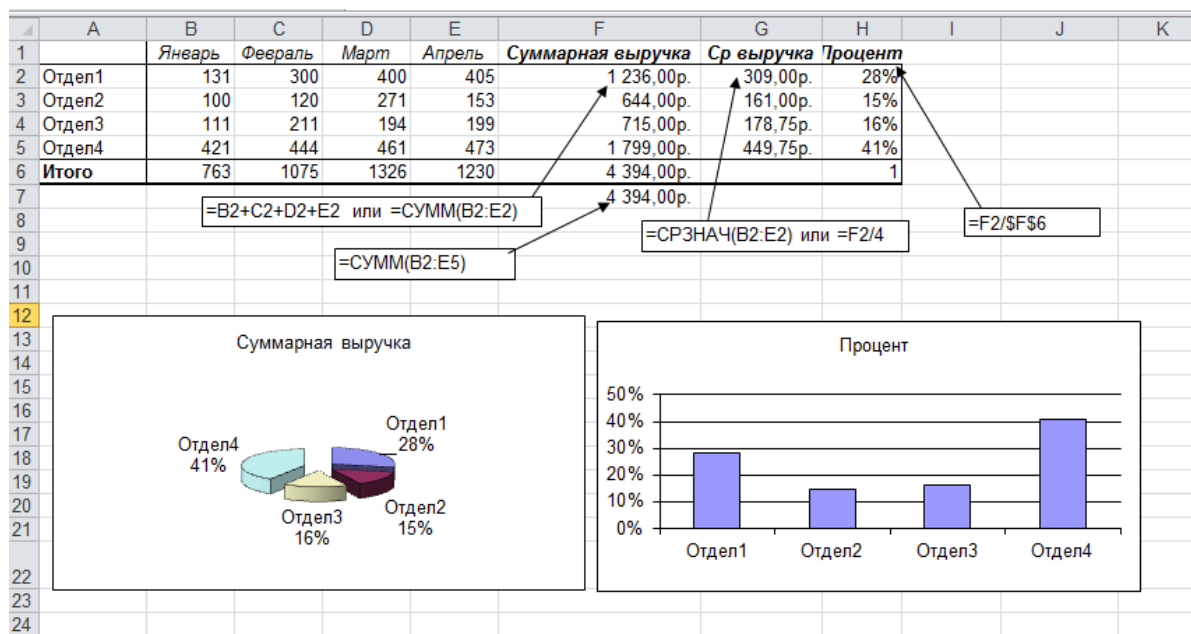 A B C D E F G H I J K
1 Январь Февраль Март Апрель Суммарная выручка Ср выручка Процент
2 Отдел1 131 300 400 405 1 236,00р. 309,00р. 28%
3 Отдел2 100 120 271 153 644,00р. 161,00р. 15%
4 Отдел3 111 211 194 199 715,00р. 178,75р. 16%
5 Отдел4 421 444 461 473 1 799,00р. 449,75р. 41%
6 Итого 763 1075 1326 1230 4 394,00р. 1
7 4 394,00р.
8 =B2+C2+D2+E2 или =СУММ(B2:E2) =F2/$F$6
9 =СРЗНАЧ(B2:E2) или =F2/4
10 =СУММ(B2:E5)
11
12
13 Суммарная выручка Процент
14
15 50%
16 40%
17 Отдел1 30%
18 28% Отдел4 41% 20%
19 10%
20 Отдел3 Отдел2 0%
21 16% 15% Отдел1 Отдел2 Отдел3 Отдел4
22
23
24